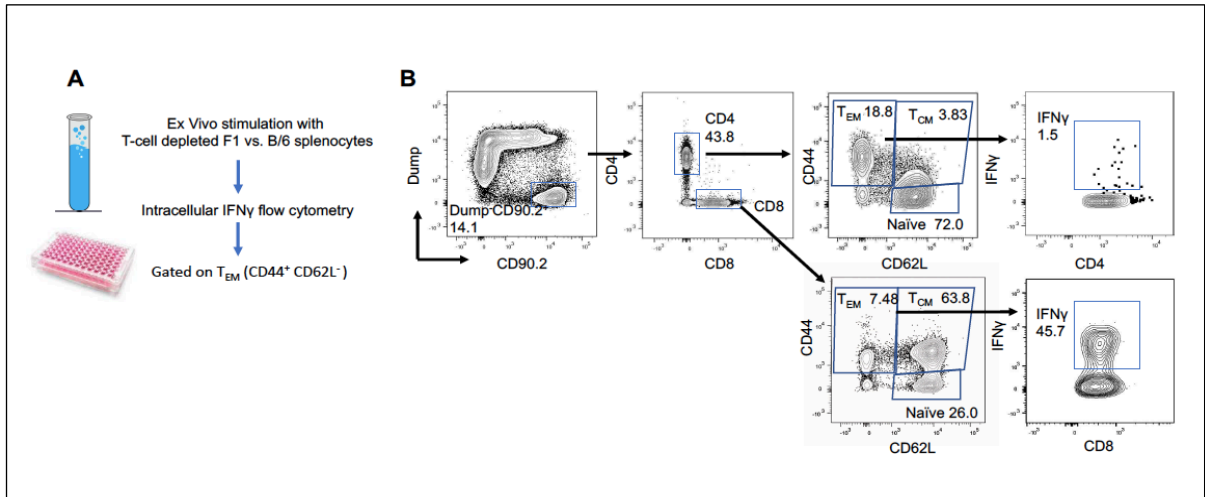 A
Ex Vivo stimulation with
T-cell depleted F1 vs. B/6 splenocytes
Intracellular IFNγ flow cytometry
Gated on TEM (CD44+ CD62L-)
B
Dump
Dump-CD90.2+
14.1
CD90.2
CD4
CD4
43.8
CD8
CD8
CD44
TEM 18.8
TCM 3.83
Naïve 72.0
CD62L
IFNγ
IFNγ
1.5
CD4
CD44
TEM 7.48
TCM 63.8
Naïve 26.0
CD62L
IFNγ
IFNγ
45.7
CD8